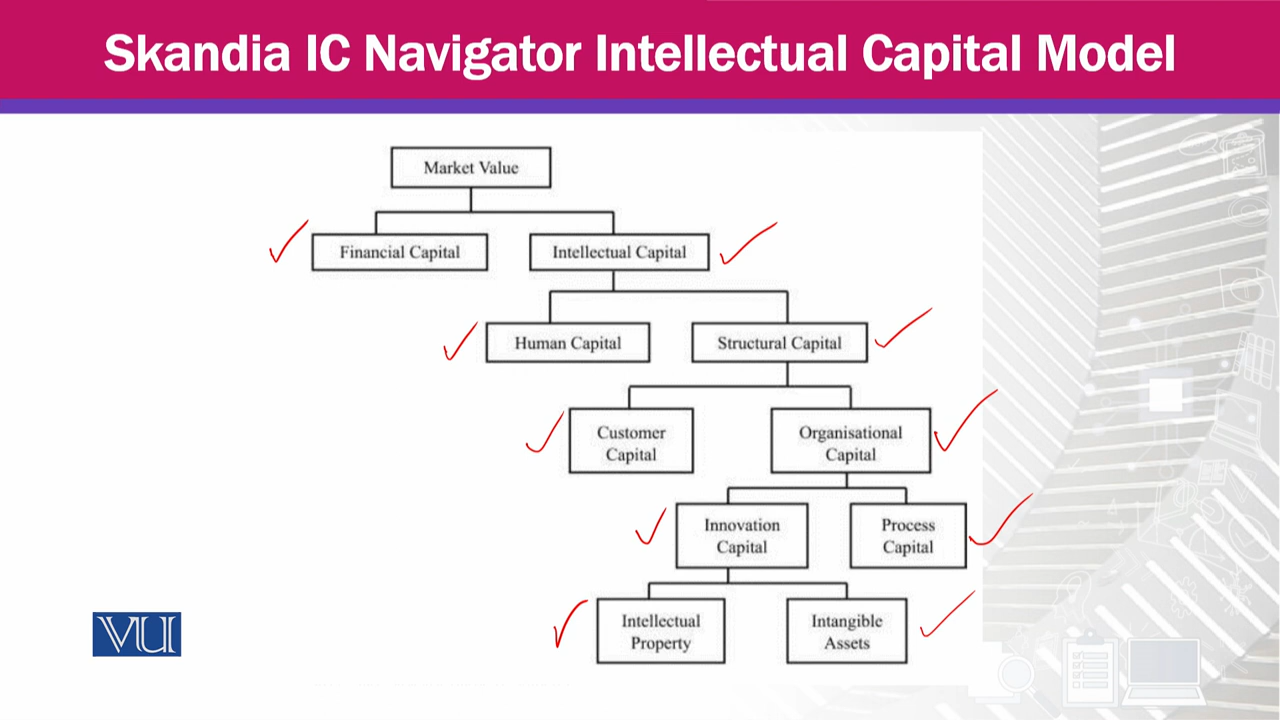 Skandia IC Navigator Intellectual Capital Model
Market Value
Financial Capital
Intellectual Capital
Human Capital
Structural Capital
Customer
Capital
Organisational
Capital
Innovation
Capital
Process
Capital
Intellectual
Property
Intangible
Assets
VU